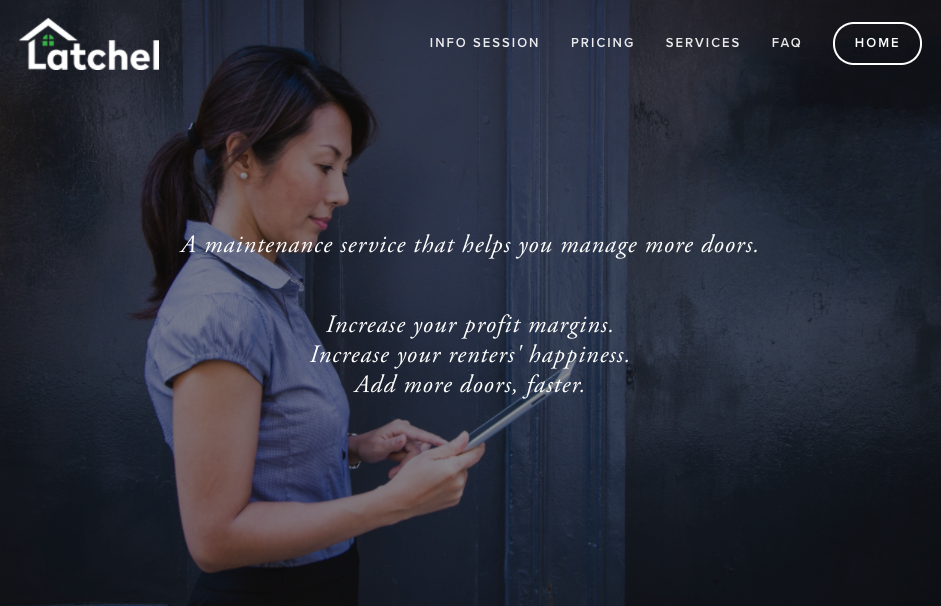 Latchel
INFO SESSION PRICING SERVICES FAQ HOME
A maintenance service that helps you manage more doors.
Increase your profit margins.
Increase your renters' happiness.
Add more doors, faster.